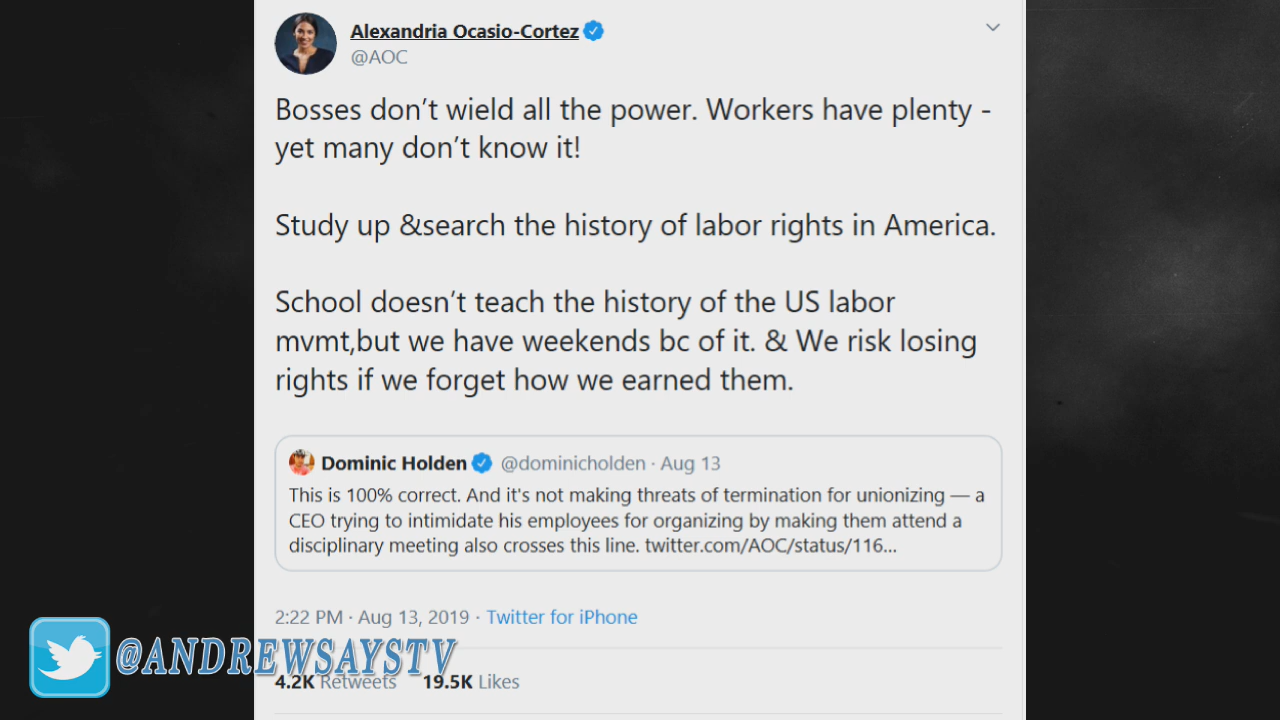 Alexandria Ocasio-Cortez
@AOC
Bosses don’t wield all the power. Workers have plenty -
yet many don’t know it!
Study up &search the history of labor rights in America.
School doesn’t teach the history of the US labor
mvmt,but we have weekends bc of it. & We risk losing
rights if we forget how we earned them.
Dominic Holden @dominicholden · Aug 13
This is 100% correct. And it's not making threats of termination for unionizing — a
CEO trying to intimidate his employees for organizing by making them attend a
disciplinary meeting also crosses this line. twitter.com/AOC/status/116...
2:22 PM · Aug 13, 2019 · Twitter for iPhone
@ANDREWSAYSTV
4.2K Retweets 19.5K Likes